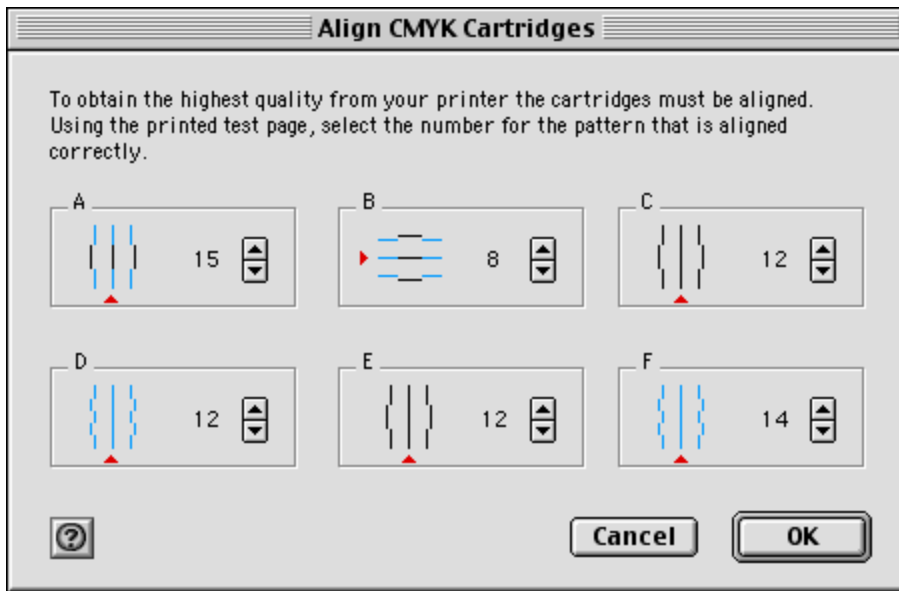 Align CMYK Cartridges
To obtain the highest quality from your printer the cartridges must be aligned.
Using the printed test page, select the number for the pattern that is aligned
correctly.
A B C
15 8 12
D E F
12 12 14
? Cancel OK